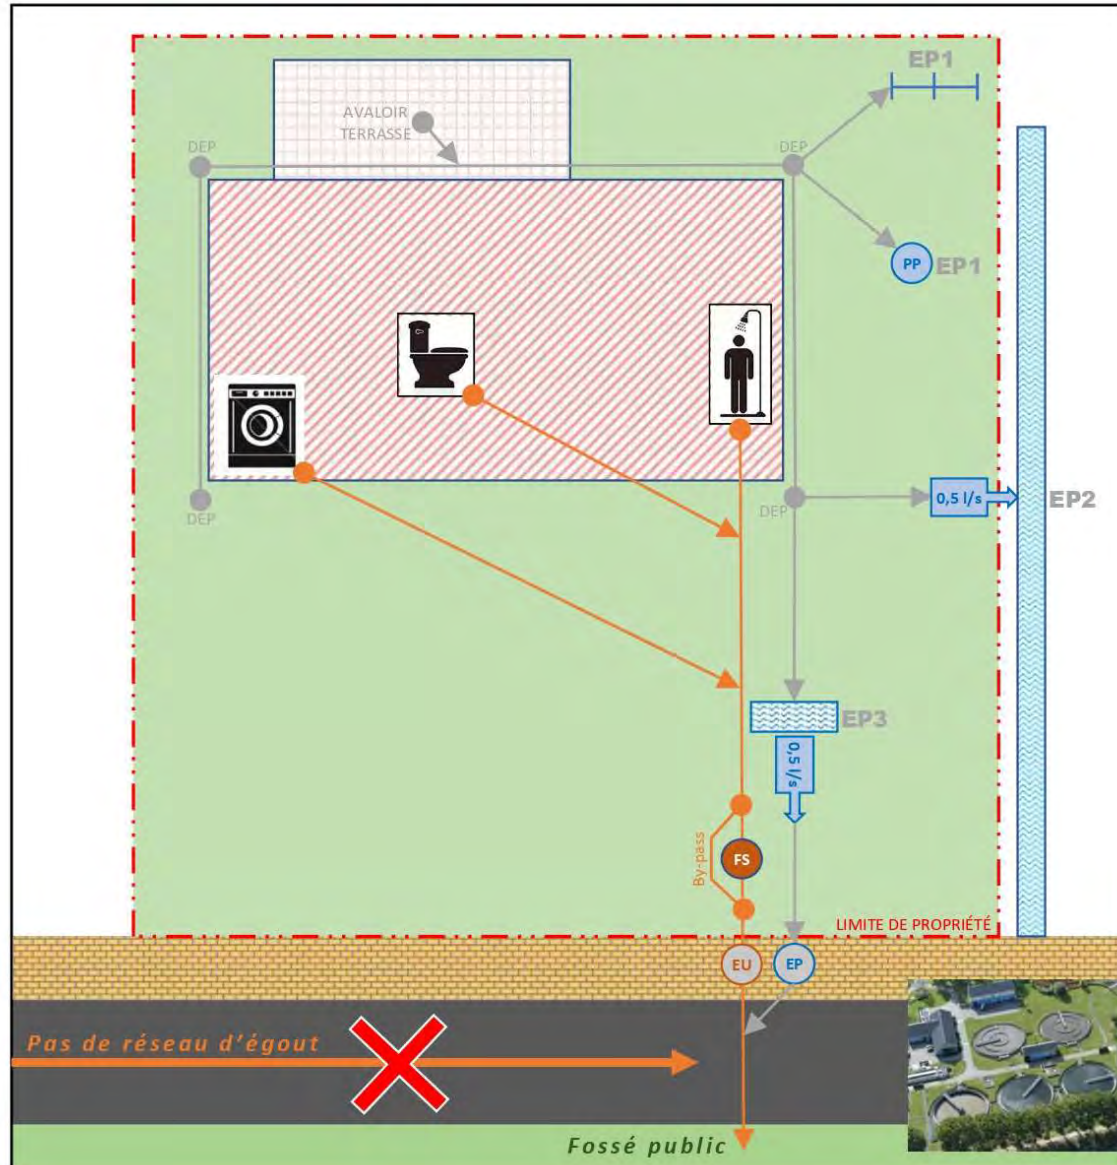 EP1
AVALOIR
TERRASSE
DEP
DEP
PP
EP1
DEP
DEP
0,5 l/s
EP2
EP3
0,5 l/s
By-pass
FS
LIMITE DE PROPRIÉTÉ
EU
EP
Pas de réseau d'égout
Fossé public